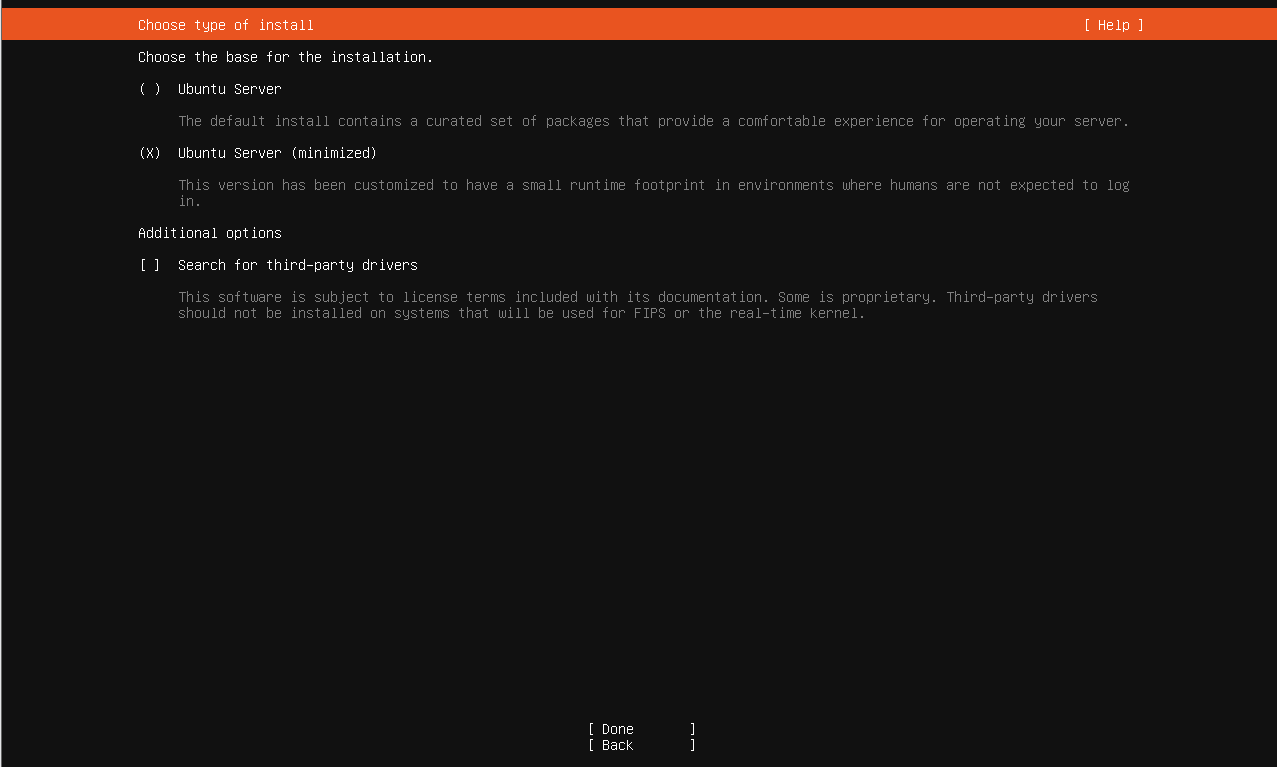 Choose type of install [ Help ]
Choose the base for the installation.
( ) Ubuntu Server
The default install contains a curated set of packages that provide a comfortable experience for operating your server.
(X) Ubuntu Server (minimized)
This version has been customized to have a small runtime footprint in environments where humans are not expected to log
in.
Additional options
[ ] Search for third-party drivers
This software is subject to license terms included with its documentation. Some is proprietary. Third-party drivers
should not be installed on systems that will be used for FIPS or the real-time kernel.
[ Done ]
[ Back ]